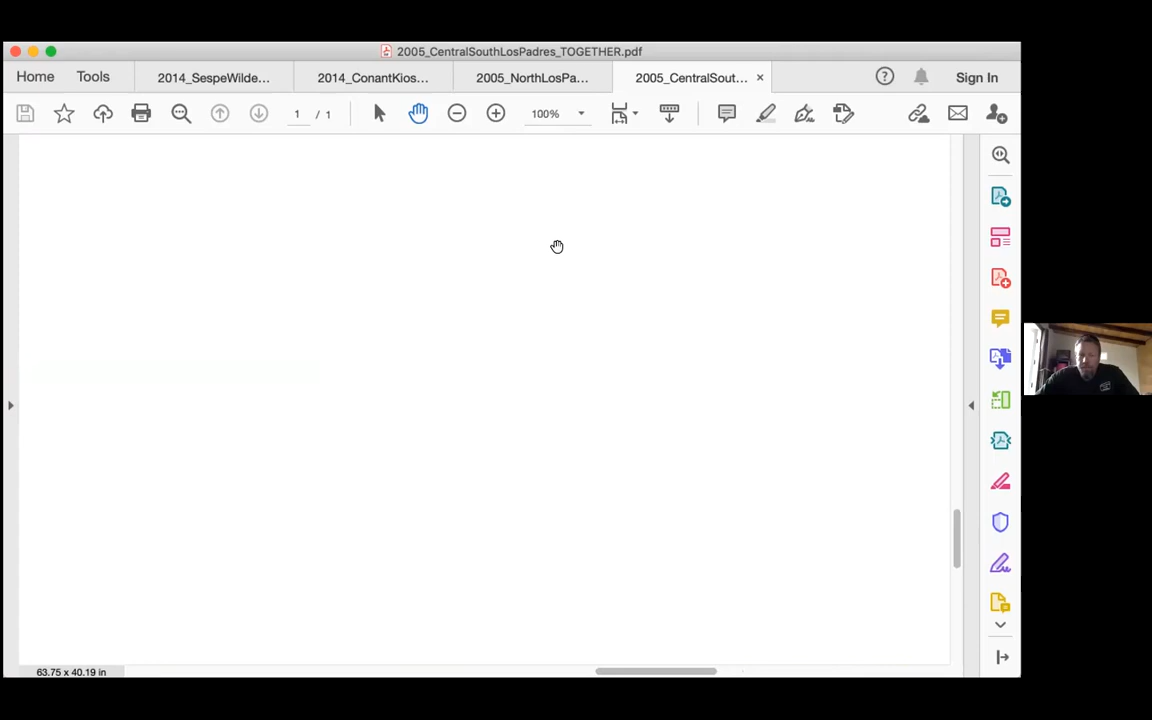 2005_CentralSouthLosPadres_TOGETHER.pdf
Home Tools 2014_SespeWilde... 2014_ConantKios... 2005_NorthLosPa... 2005_CentralSout... × Sign In
1 / 1 100%
63.75 x 40.19 in